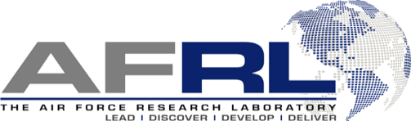 AFRL
THE AIR FORCE RESEARCH LABORATORY
LEAD | DISCOVER | DEVELOP | DELIVER